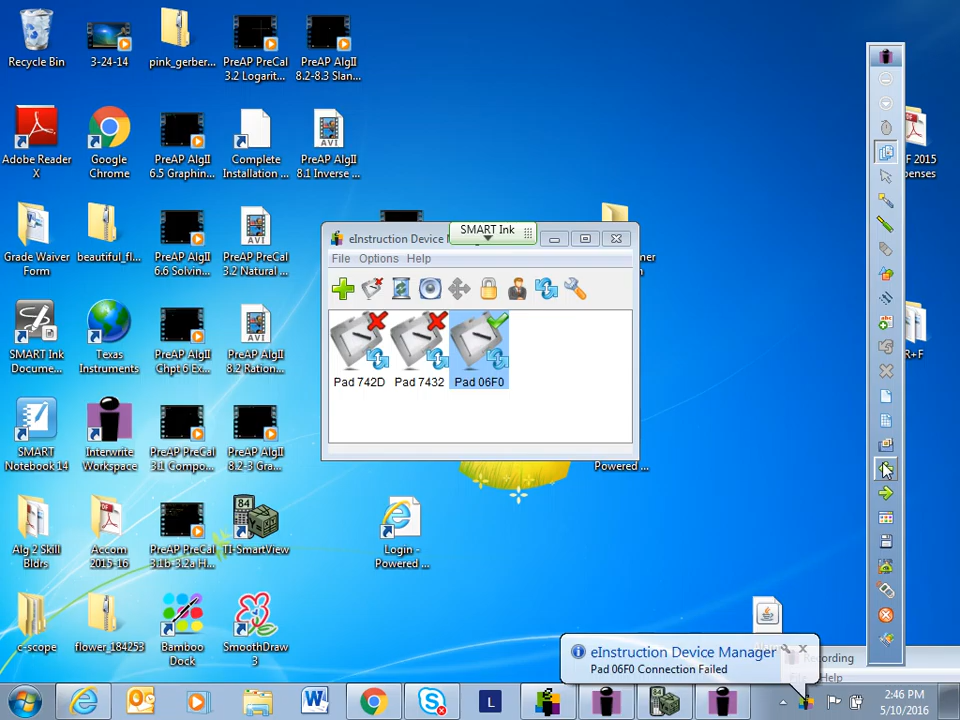 Recycle Bin
3-24-14
pink_gerber...
PreAP PreCal
3.2 Logarit...
PreAP AlgII
8.2-8.3 Slan...
Adobe Reader
X
Google
Chrome
PreAP AlgII
6.5 Graphin...
Complete
Installation ...
PreAP AlgII
8.1 Inverse ...
F 2015
penses
Grade Waiver
Form
beautiful_fl...
PreAP AlgII
6.6 Solvin...
PreAP PreCal
3.2 Natural ...
SMART Ink
eInstruction Device M
File Options Help
Pad 742D
Pad 7432
Pad 06F0
SMART Ink
Docume...
Texas
Instruments
PreAP AlgII
Chpt 6 Ex...
PreAP AlgII
8.2 Ration...
R+F
SMART
Notebook 14
Interwrite
Workspace
PreAP PreCal
3.1 Compo...
PreAP AlgII
8.2-3 Gra...
Powered ...
Alg 2 Skill
Bldrs
Accom
2015-16
PreAP PreCal
3.1b-3.2a H...
TI-SmartView
Login -
Powered ...
c-scope
flower_184253
Bamboo
Dock
SmoothDraw
3
eInstruction Device Manager
Pad 06F0 Connection Failed
Recording
File Help
2:46 PM
5/10/2016